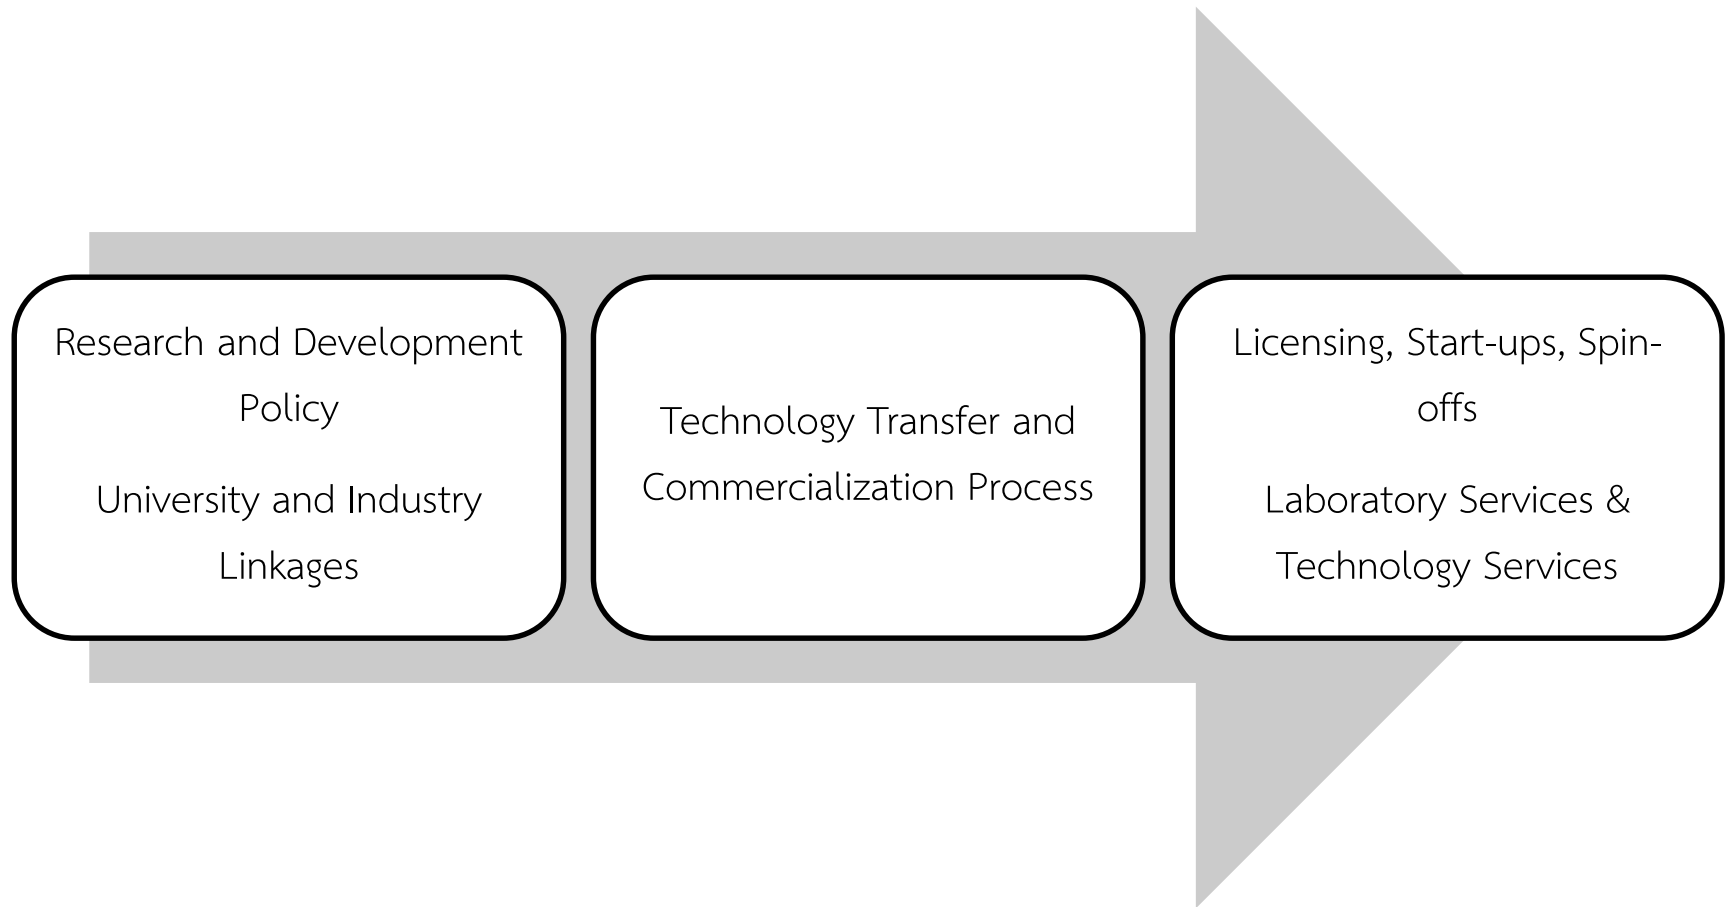 Research and Development
Policy
University and Industry
Linkages
Technology Transfer and
Commercialization Process
Licensing, Start-ups, Spin-
offs
Laboratory Services &
Technology Services